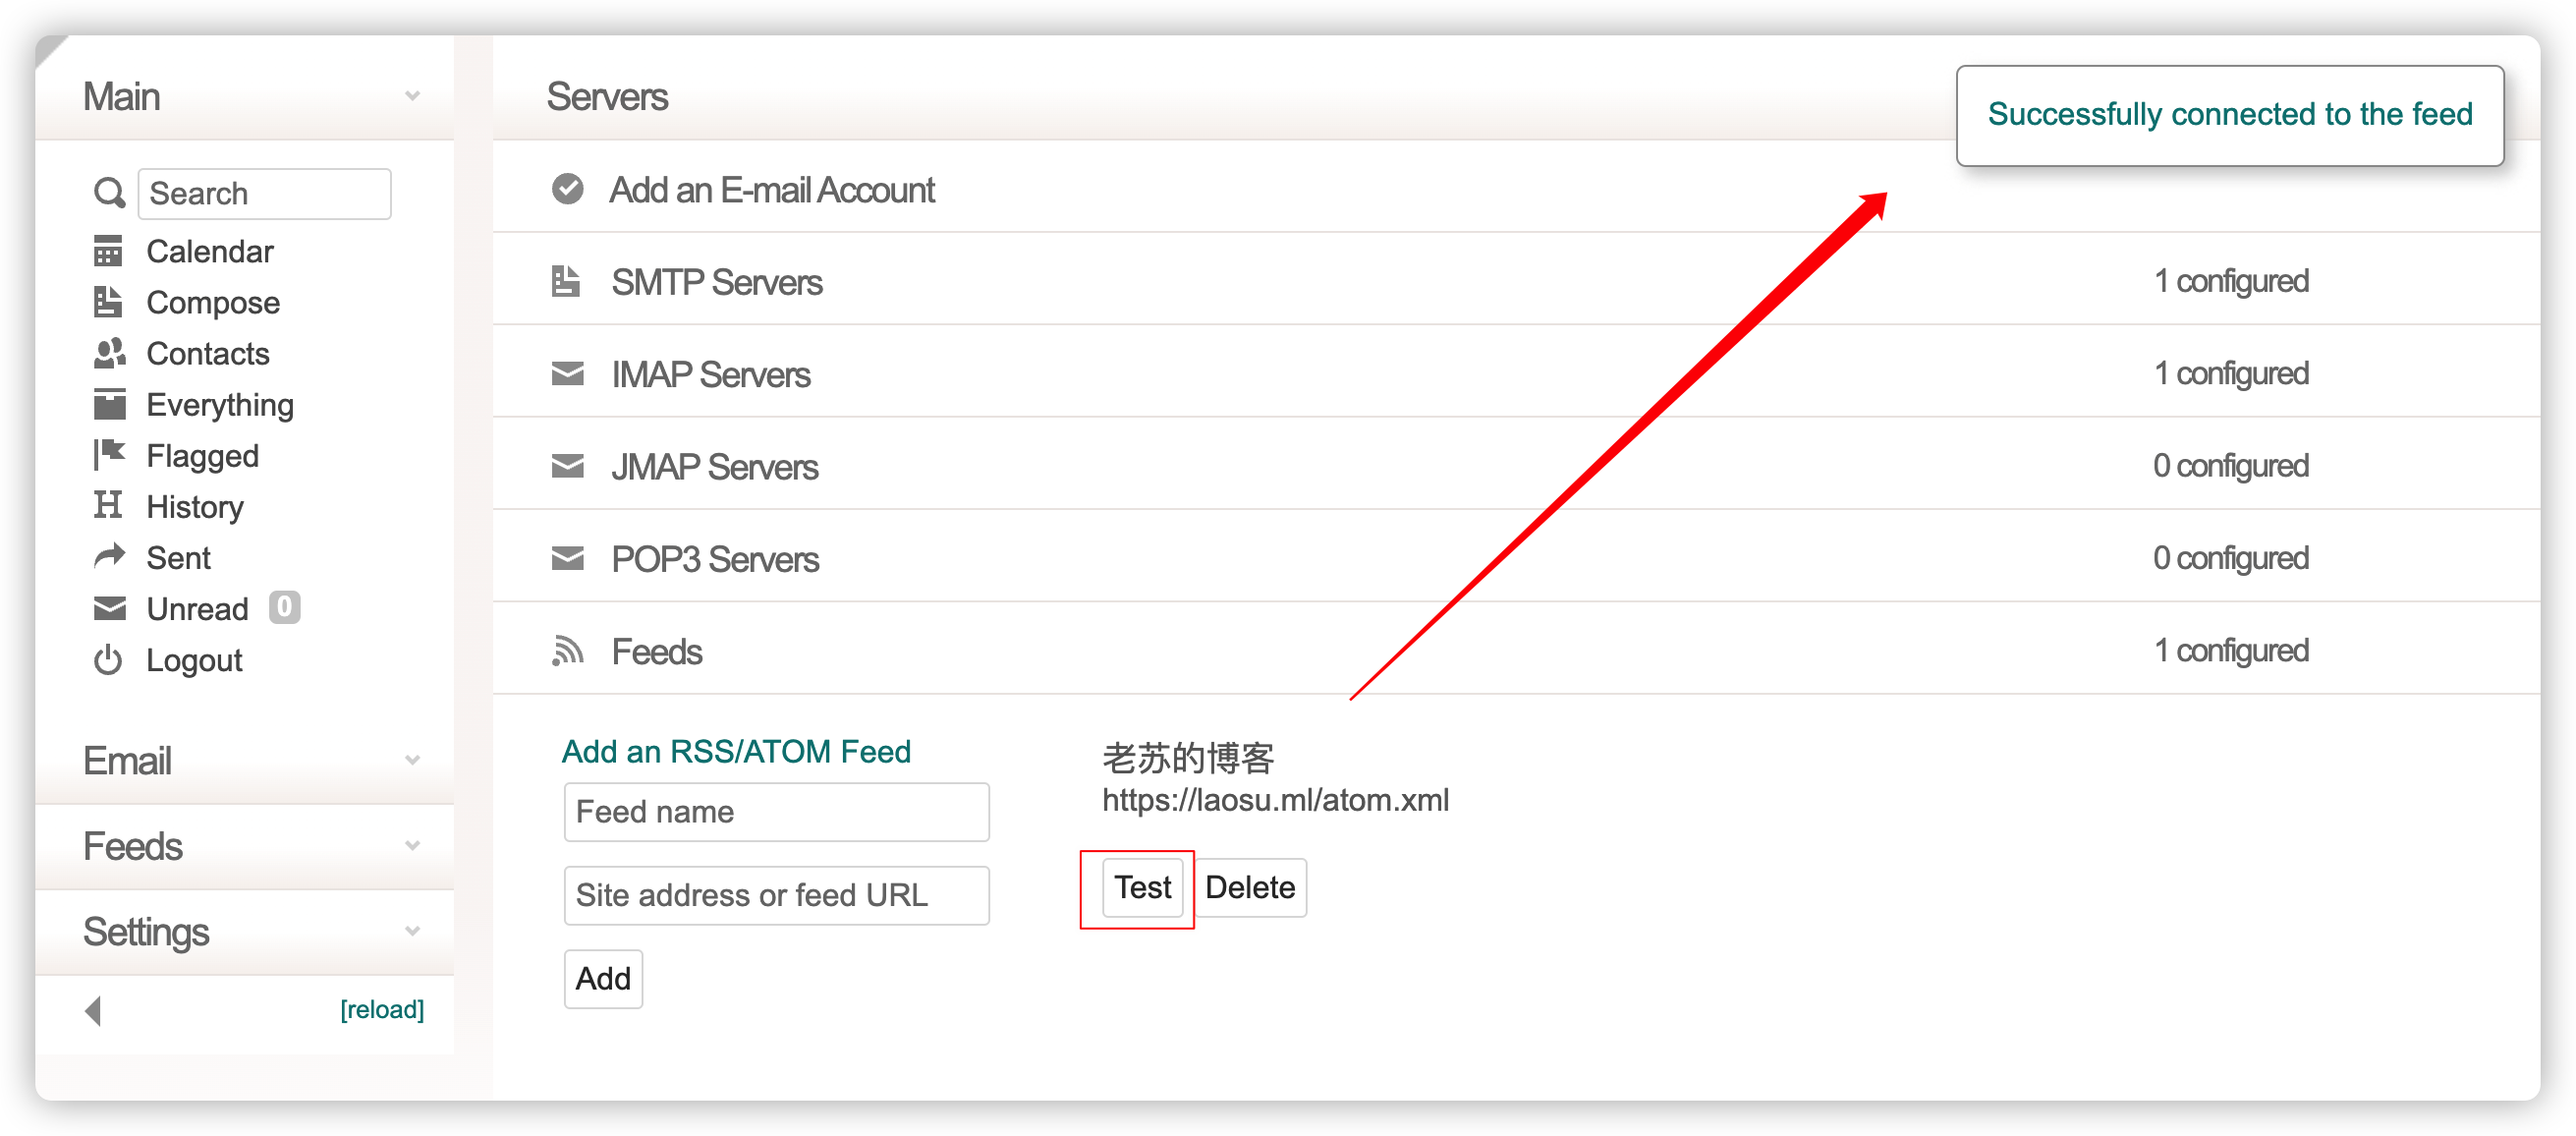 Main
Search
Calendar
Compose
Contacts
Everything
Flagged
History
Sent
Unread 0
Logout
Email
Feeds
Settings
[reload]
Servers
Successfully connected to the feed
Add an E-mail Account
SMTP Servers 1 configured
IMAP Servers 1 configured
JMAP Servers 0 configured
POP3 Servers 0 configured
Feeds 1 configured
Add an RSS/ATOM Feed
Feed name
Site address or feed URL
Add
老苏的博客
https://laosu.ml/atom.xml
Test Delete